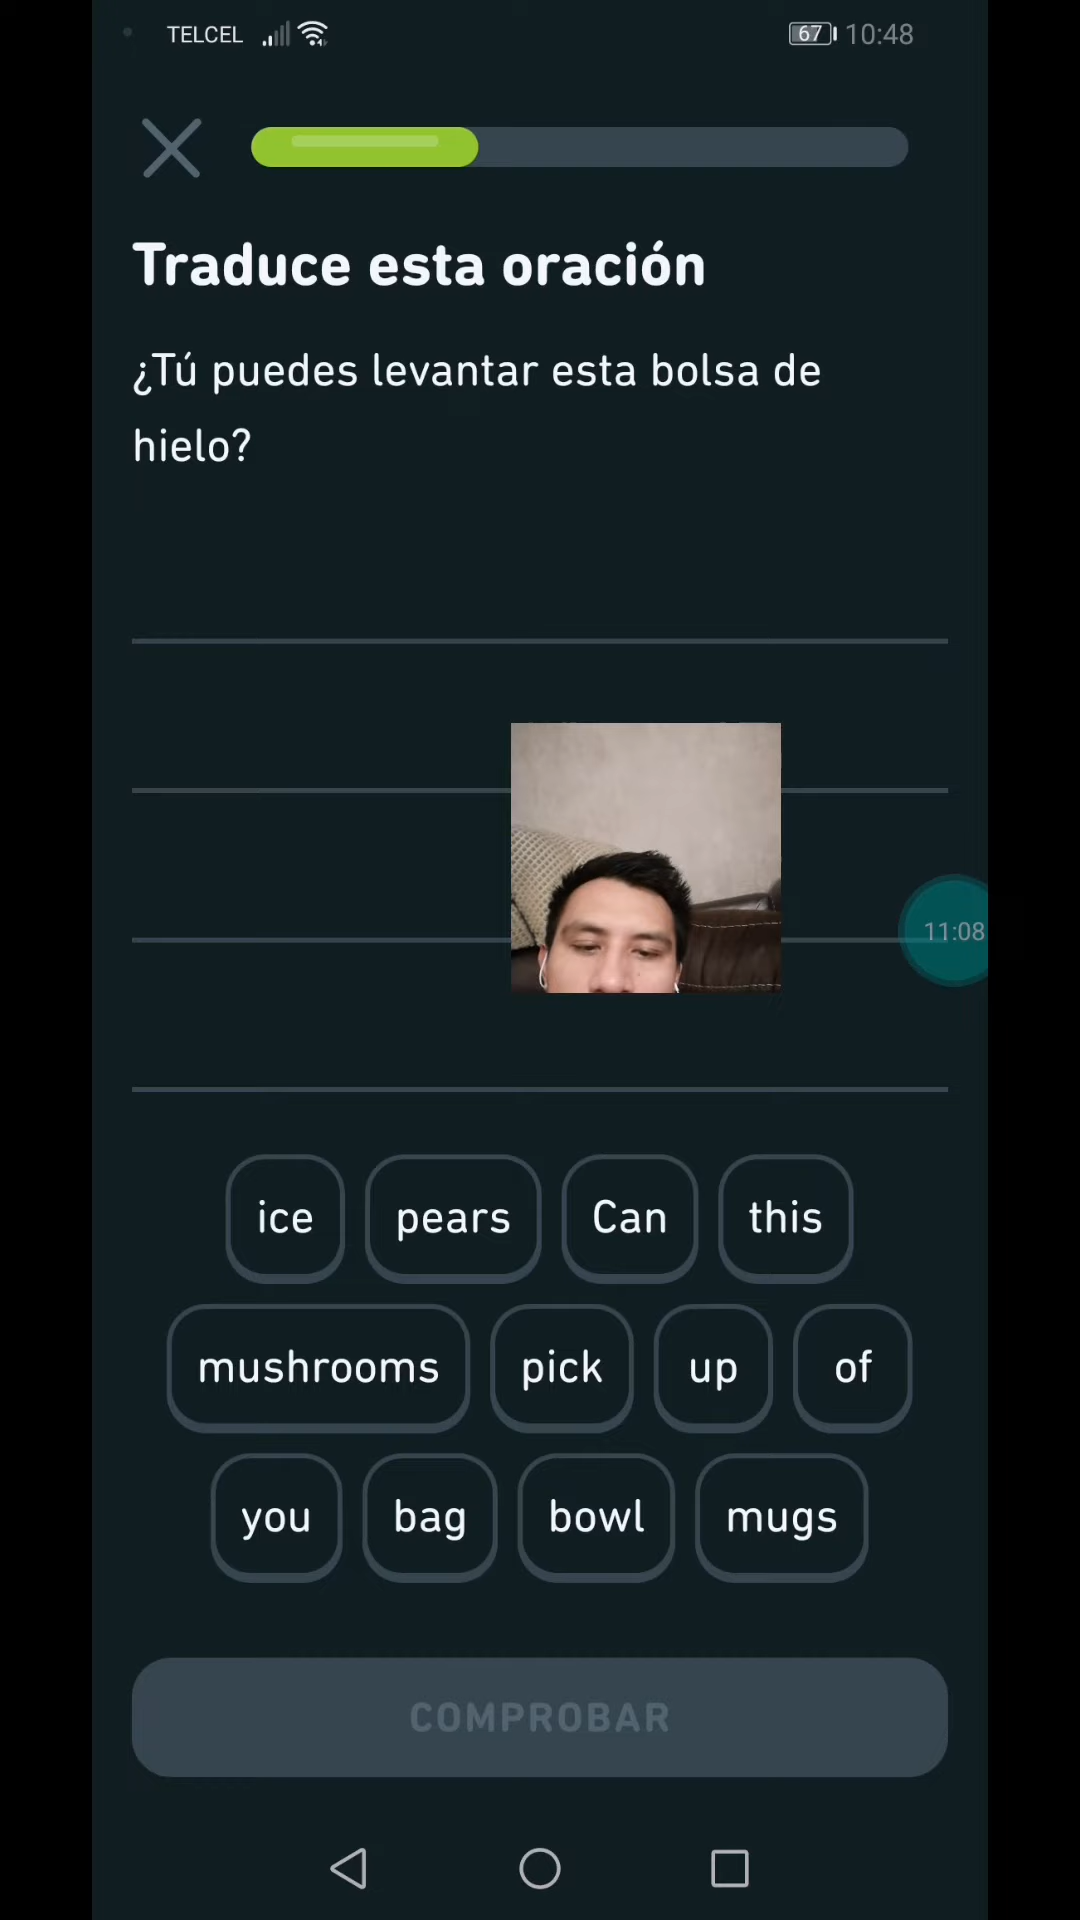 TELCEL 67 10:48
Traduce esta oración
¿Tú puedes levantar esta bolsa de
hielo?
11:08
ice pears Can this
mushrooms pick up of
you bag bowl mugs
COMPROBAR